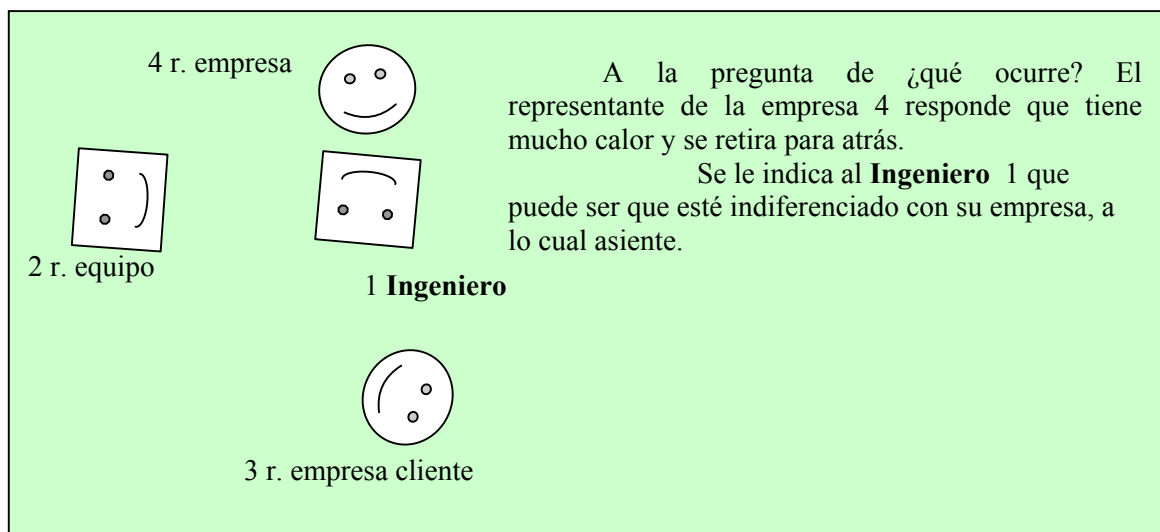 4 r. empresa
A la pregunta de ¿qué ocurre? El
representante de la empresa 4 responde que tiene
mucho calor y se retira para atrás.
Se le indica al Ingeniero 1 que
puede ser que esté indiferenciado con su empresa, a
lo cual asiente.
2 r. equipo
1 Ingeniero
3 r. empresa cliente